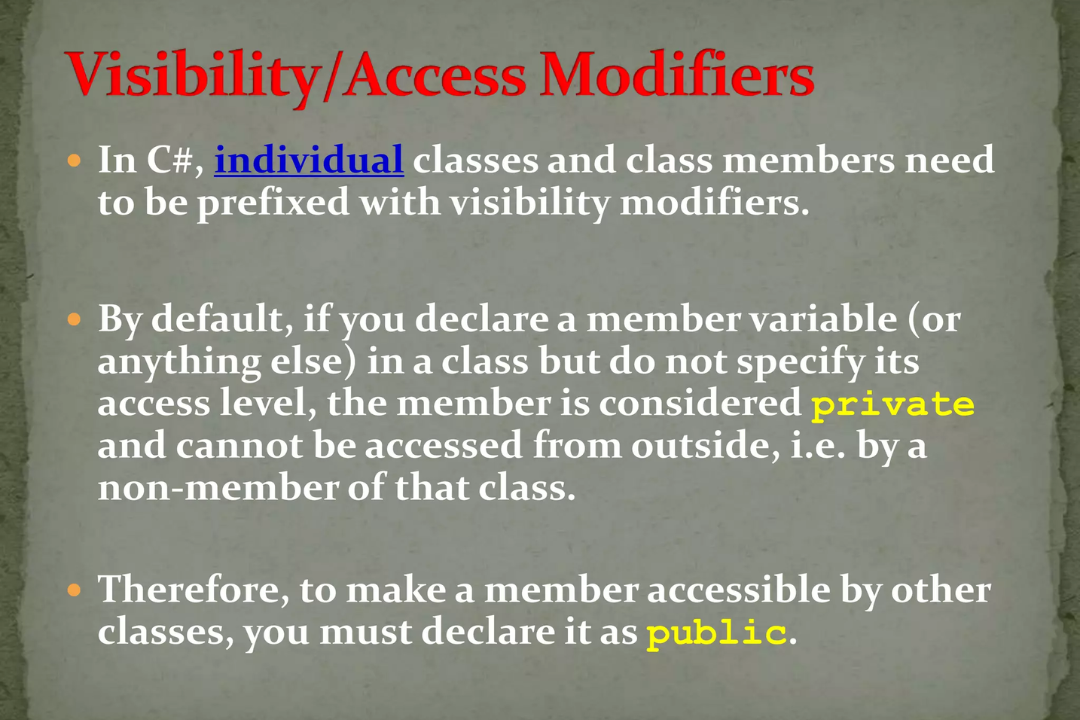 Visibility/Access Modifiers
• In C#, individual classes and class members need
to be prefixed with visibility modifiers.
• By default, if you declare a member variable (or
anything else) in a class but do not specify its
access level, the member is considered private
and cannot be accessed from outside, i.e. by a
non-member of that class.
• Therefore, to make a member accessible by other
classes, you must declare it as public.